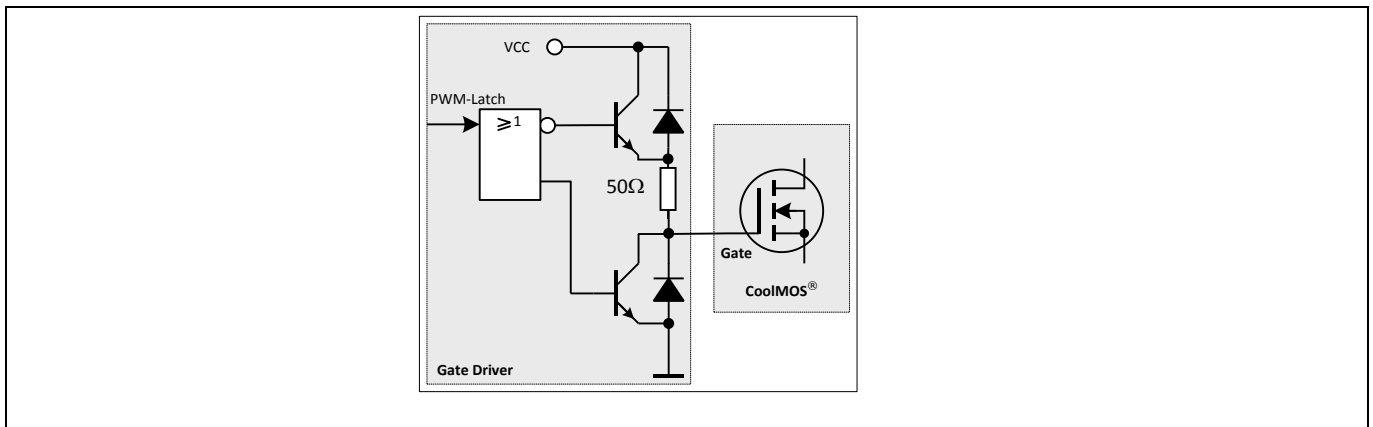 VCC
PWM-Latch
≥1
50Ω
Gate
CoolMOS®
Gate Driver